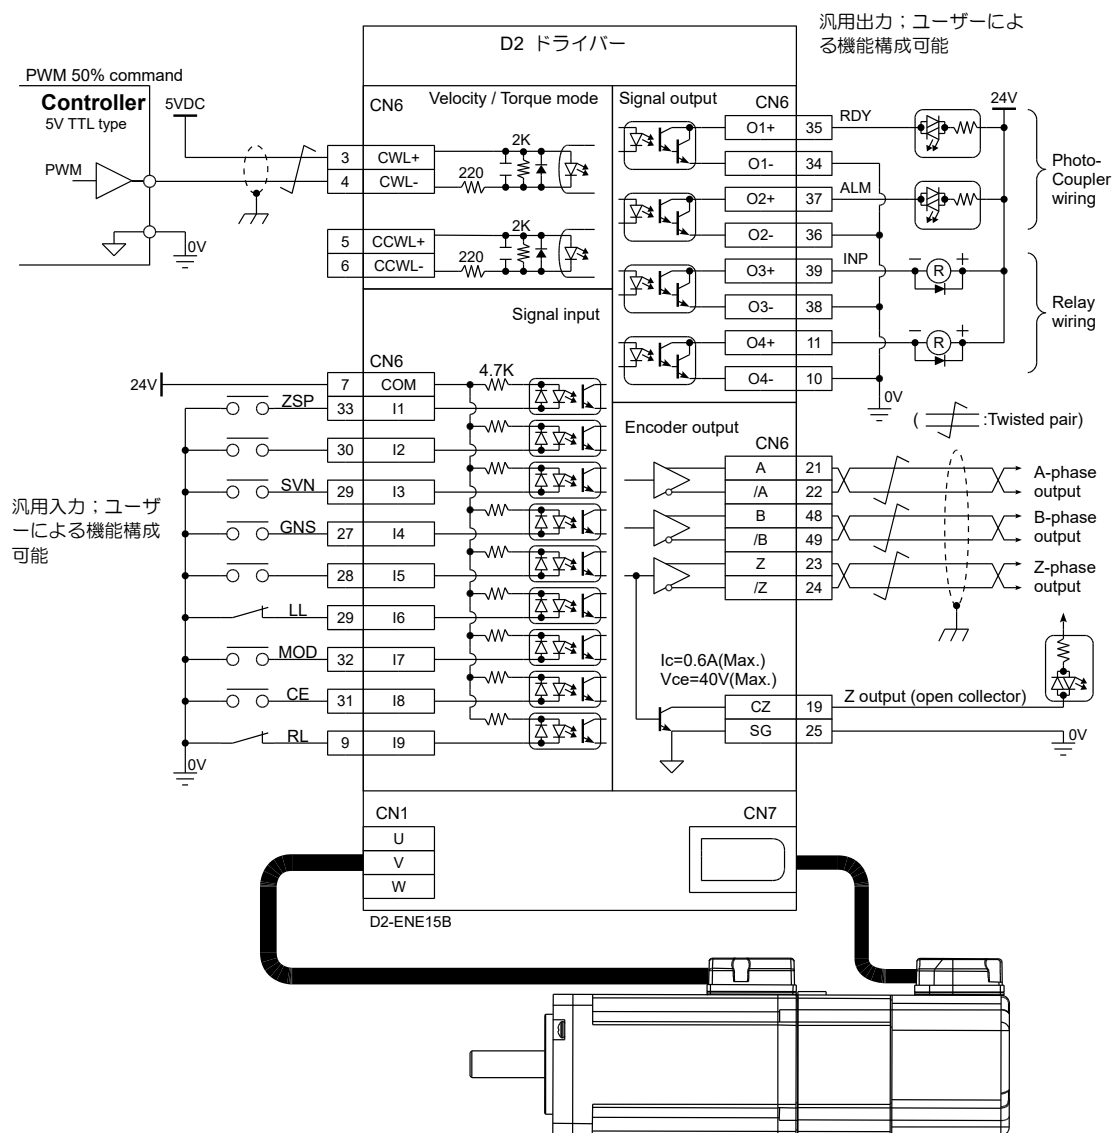 汎用出力；ユーザーによ
る機能構成可能
D2 ドライバー
PWM 50% command
Controller
5V TTL type
5VDC
PWM
0V
CN6
Velocity / Torque mode
3 CWL+
4 CWL-
220
2K
5 CCWL+
6 CCWL-
220
2K
Signal output
CN6
O1+ 35 RDY
O1- 34
O2+ 37 ALM
O2- 36
O3+ 39 INP
O3- 38
O4+ 11
O4- 10
24V
0V
R
R
− +
− +
Photo-
Coupler
wiring
Relay
wiring
Signal input
CN6
24V
4.7K
7 COM
ZSP 33 I1
30 I2
SVN 29 I3
GNS 27 I4
28 I5
LL 29 I6
MOD 32 I7
CE 31 I8
RL 9 I9
0V
汎用入力；ユーザ
ーによる機能構成
可能
( :Twisted pair)
Encoder output
CN6
A 21
/A 22
B 48
/B 49
Z 23
/Z 24
A-phase
output
B-phase
output
Z-phase
output
Ic=0.6A(Max.)
Vce=40V(Max.)
CZ 19
SG 25
Z output (open collector)
0V
CN1
U
V
W
CN7
D2-ENE15B